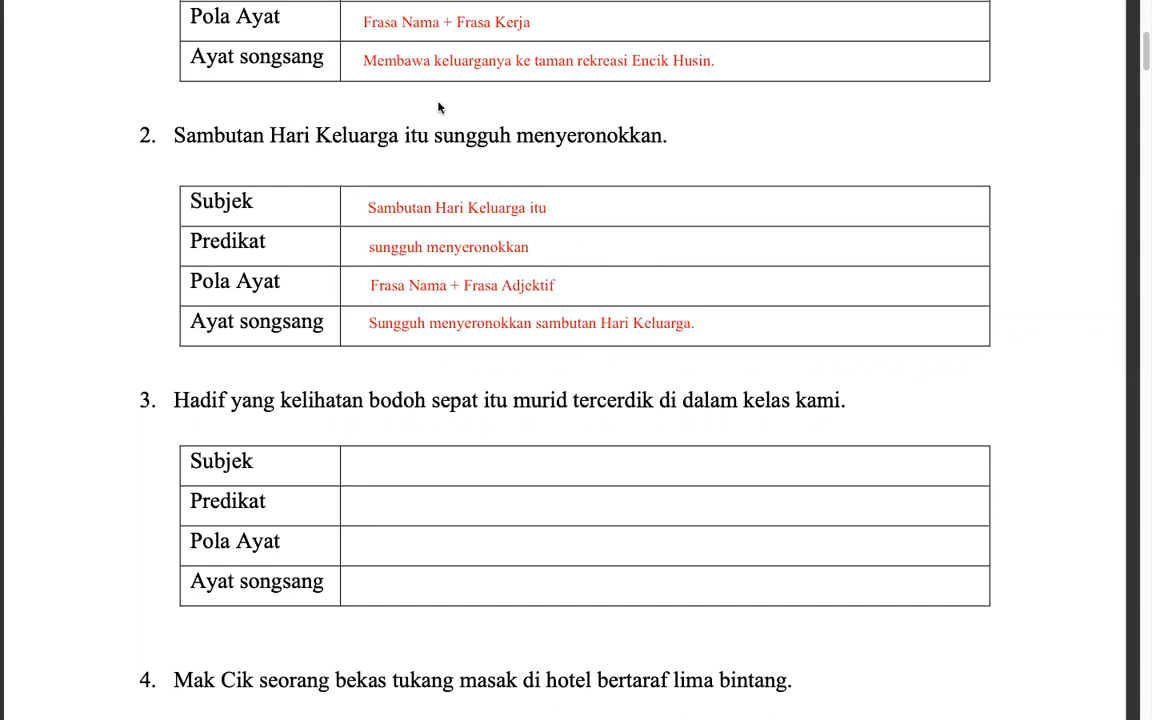 Pola Ayat Frasa Nama + Frasa Kerja
Ayat songsang Membawa keluarganya ke taman rekreasi Encik Husin.
2. Sambutan Hari Keluarga itu sungguh menyeronokkan.
Subjek Sambutan Hari Keluarga itu
Predikat sungguh menyeronokkan
Pola Ayat Frasa Nama + Frasa Adjektif
Ayat songsang Sungguh menyeronokkan sambutan Hari Keluarga.
3. Hadif yang kelihatan bodoh sepat itu murid tercerdik di dalam kelas kami.
Subjek
Predikat
Pola Ayat
Ayat songsang
4. Mak Cik seorang bekas tukang masak di hotel bertaraf lima bintang.